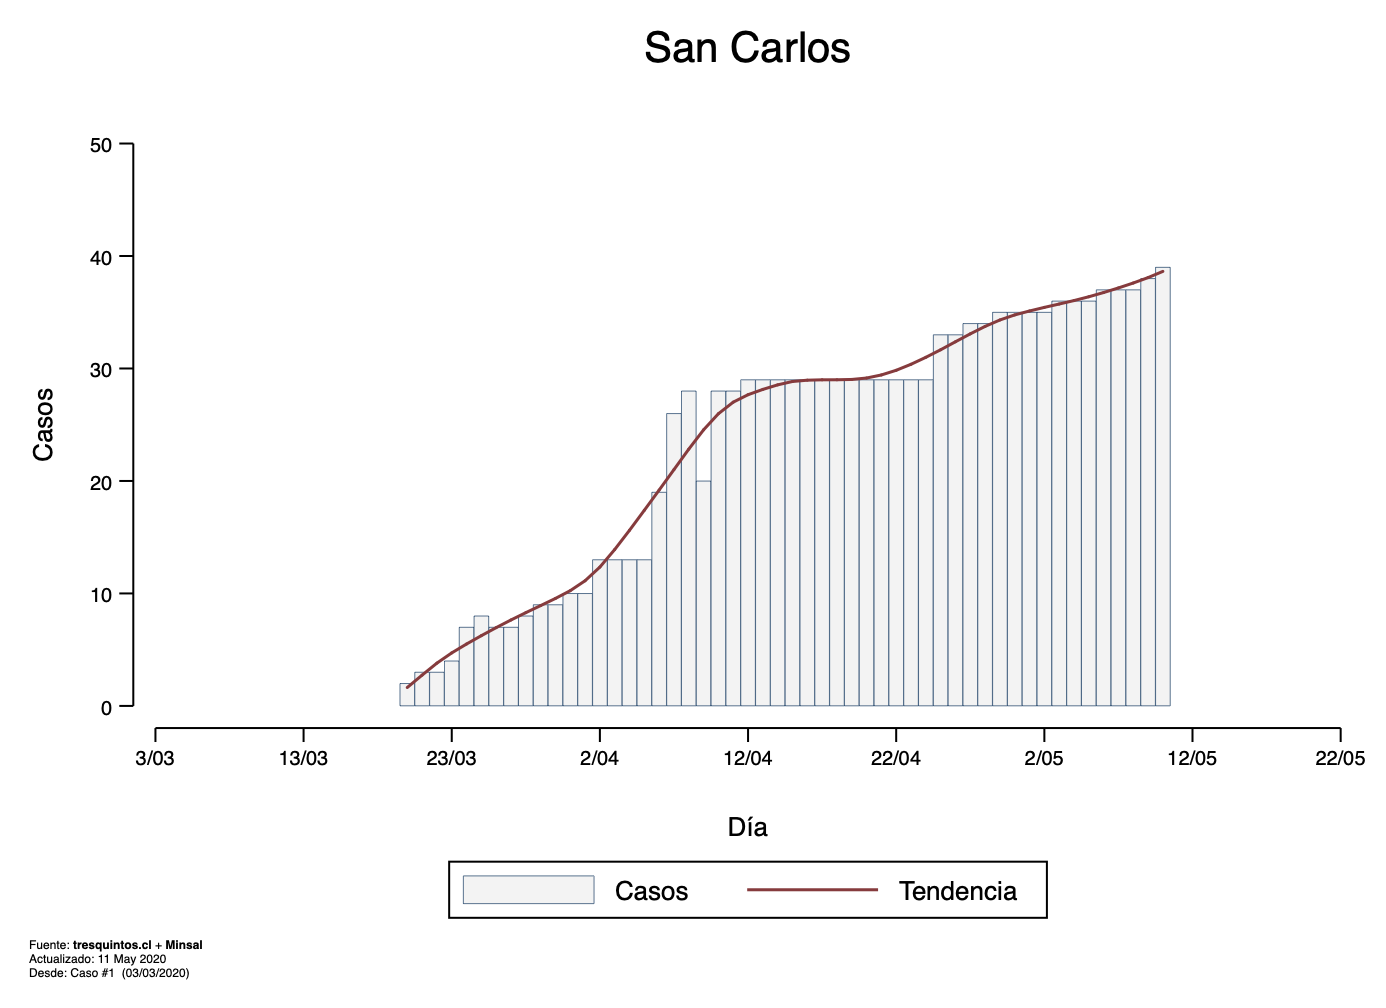 San Carlos
50
40
30
20
10
0
Casos
3/03 13/03 23/03 2/04 12/04 22/04 2/05 12/05 22/05
Día
Casos Tendencia
Fuente: tresquintos.cl + Minsal
Actualizado: 11 May 2020
Desde: Caso #1 (03/03/2020)